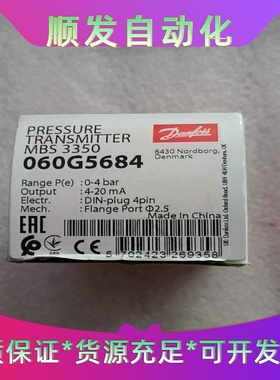 顺发自动化
PRESSURE
TRANSMITTER
MBS 3350
060G5684
Danfoss
6430 Nordborg,
Denmark
Range P(e) : 0-4 bar
Output : 4-20 mA
Electr.: DIN-plug 4pin
Mech.: Flange Port Φ2.5
Made in China
EAC
5 702423 269358
质保证*货源充足*可开发